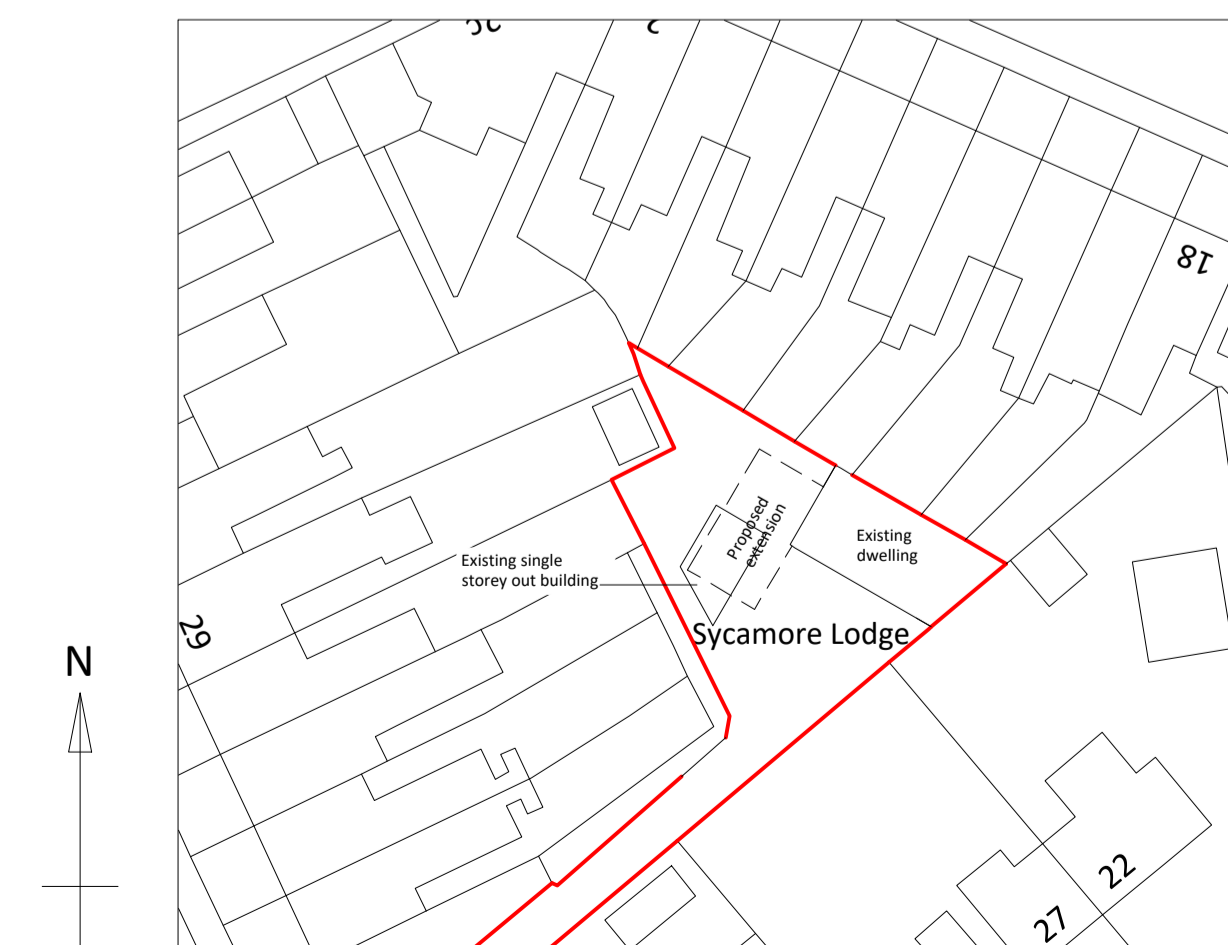 18
Proposed
extension
Existing
dwelling
Existing single
storey out building
29
Sycamore Lodge
N
22
27